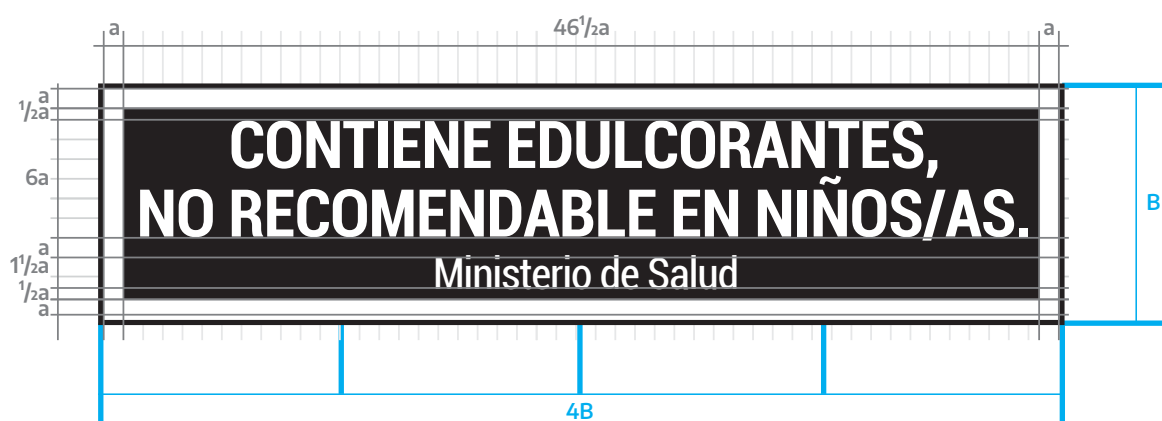 a 46½a a
a
½a
6a
a
1½a
½a
a
CONTIENE EDULCORANTES,
NO RECOMENDABLE EN NIÑOS/AS.
Ministerio de Salud
B
4B